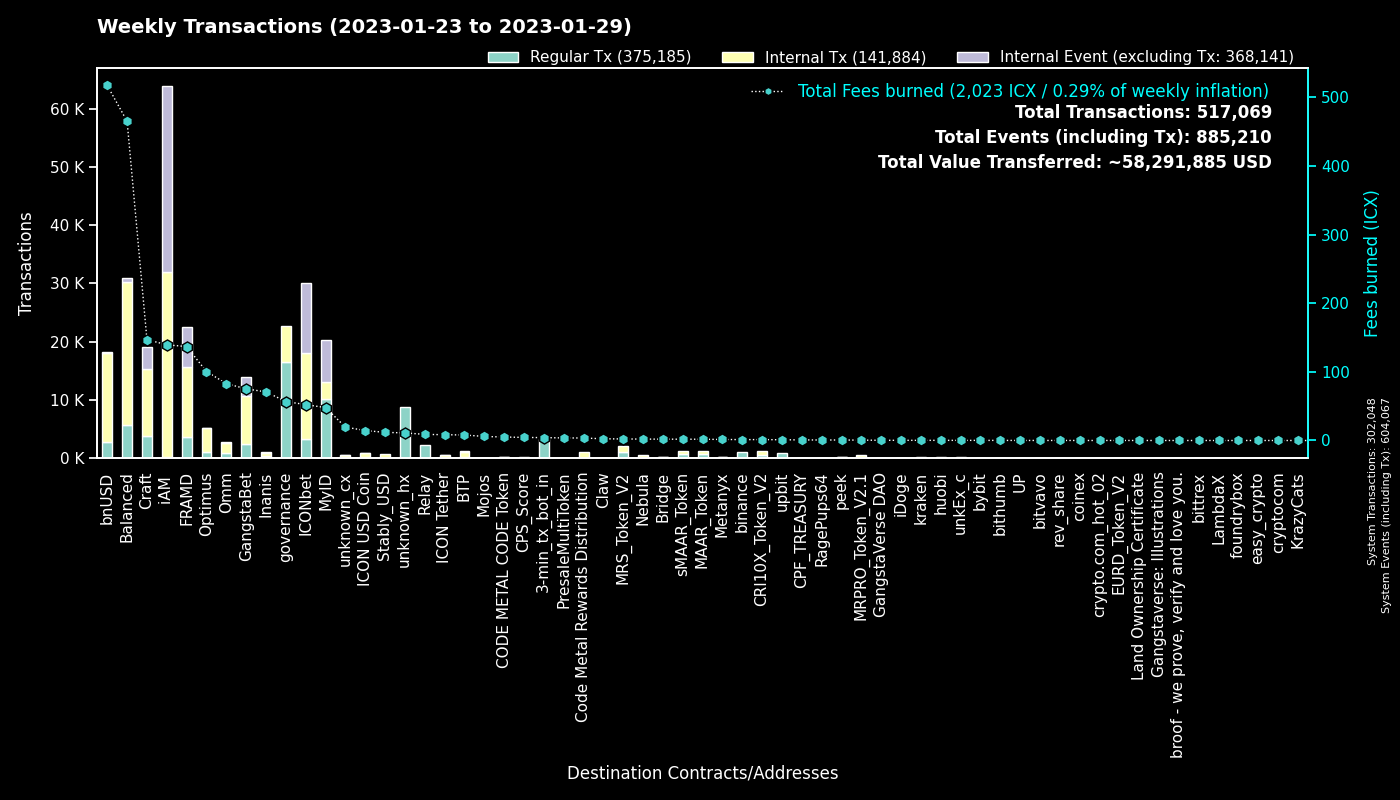 Weekly Transactions (2023-01-23 to 2023-01-29)
Regular Tx (375,185)
Internal Tx (141,884)
Internal Event (excluding Tx: 368,141)
Total Fees burned (2,023 ICX / 0.29% of weekly inflation)
Total Transactions: 517,069
Total Events (including Tx): 885,210
Total Value Transferred: ~58,291,885 USD
Transactions
60 K
50 K
40 K
30 K
20 K
10 K
0 K
500
400
300
200
100
0
Fees burned (ICX)
bnUSD
Balanced
Craft
iAM
FRAMD
Optimus
Omm
GangstaBet
Inanis
governance
ICONbet
MyID
unknown_cx
ICON USD Coin
Stably_USD
unknown_hx
Relay
ICON Tether
BTP
Mojos
CODE METAL CODE Token
CPS_Score
3-min_tx_bot_in
PresaleMultiToken
Code Metal Rewards Distribution
Claw
MRS_Token_V2
Nebula
Bridge
sMAAR_Token
MAAR_Token
Metanyx
binance
CRI10X_Token_V2
upbit
CPF_TREASURY
RagePups64
peek
MRPRO_Token_V2.1
GangstaVerse DAO
iDoge
kraken
huobi
unkEx_c
bybit
bithumb
UP
bitvavo
rev_share
coinex
crypto.com_hot_02
EURD_Token_V2
Land Ownership Certificate
Gangstaverse: Illustrations
broof - we prove, verify and love you.
bittrex
LambdaX
foundrybox
easy_crypto
cryptocom
KrazyCats
Destination Contracts/Addresses
System Transactions: 302,048
System Events (including Tx): 604,067